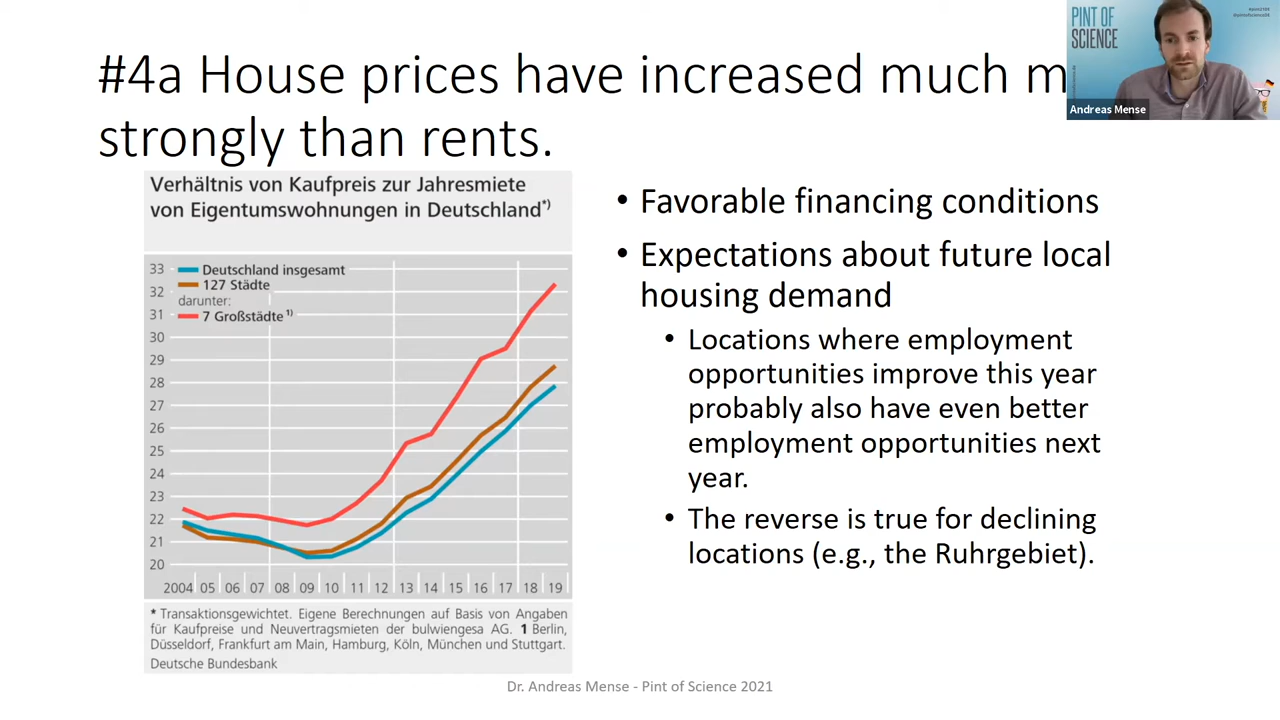 #4a House prices have increased much m
strongly than rents.
PINT OF
SCIENCE
Andreas Mense
Verhältnis von Kaufpreis zur Jahresmiete
von Eigentumswohnungen in Deutschland*)
33
32
31
30
29
28
27
26
25
24
23
22
21
20
Deutschland insgesamt
127 Städte
darunter:
7 Großstädte 1)
2004 05 06 07 08 09 10 11 12 13 14 15 16 17 18 19
* Transaktionsgewichtet. Eigene Berechnungen auf Basis von Angaben
für Kaufpreise und Neuvertragsmieten der bulwiengesa AG. 1 Berlin,
Düsseldorf, Frankfurt am Main, Hamburg, Köln, München und Stuttgart.
Deutsche Bundesbank
• Favorable financing conditions
• Expectations about future local
housing demand
• Locations where employment
opportunities improve this year
probably also have even better
employment opportunities next
year.
• The reverse is true for declining
locations (e.g., the Ruhrgebiet).
Dr. Andreas Mense - Pint of Science 2021